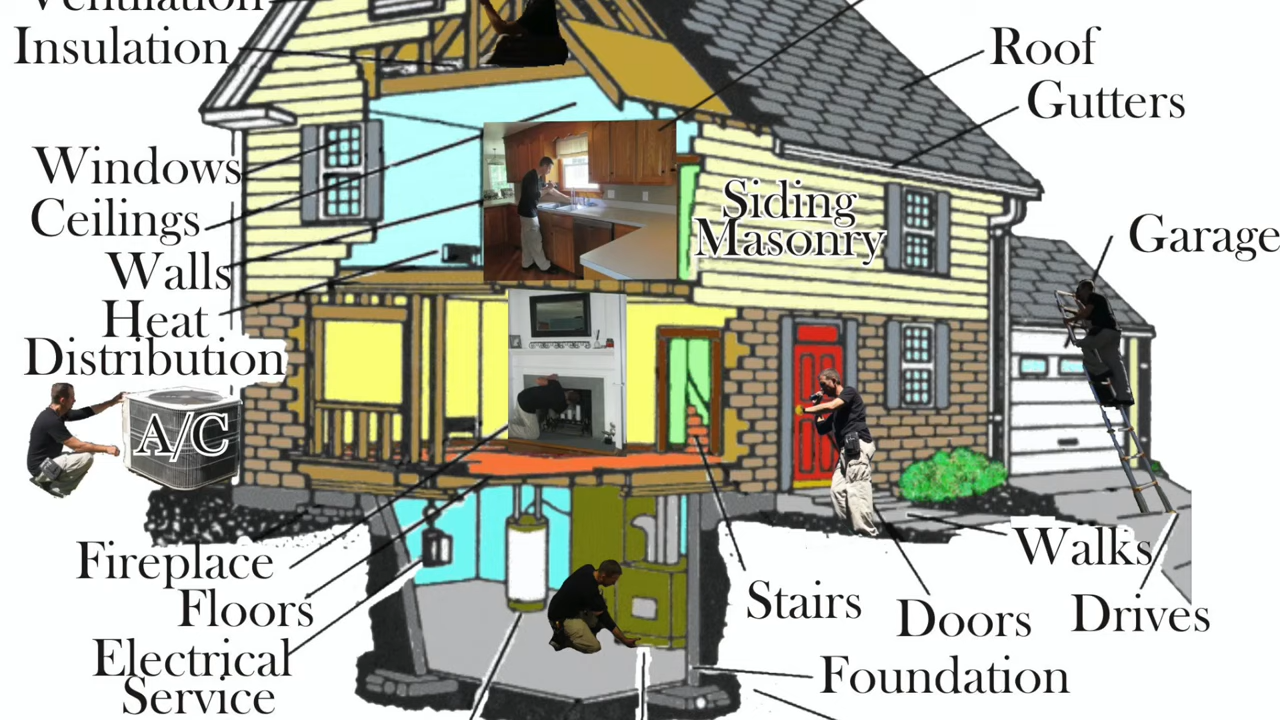 Ventilation
Insulation
Roof
Gutters
Windows
Ceilings
Siding
Masonry
Garage
Walls
Heat
Distribution
A/C
Fireplace
Floors
Electrical
Service
Stairs
Doors
Walks
Drives
Foundation